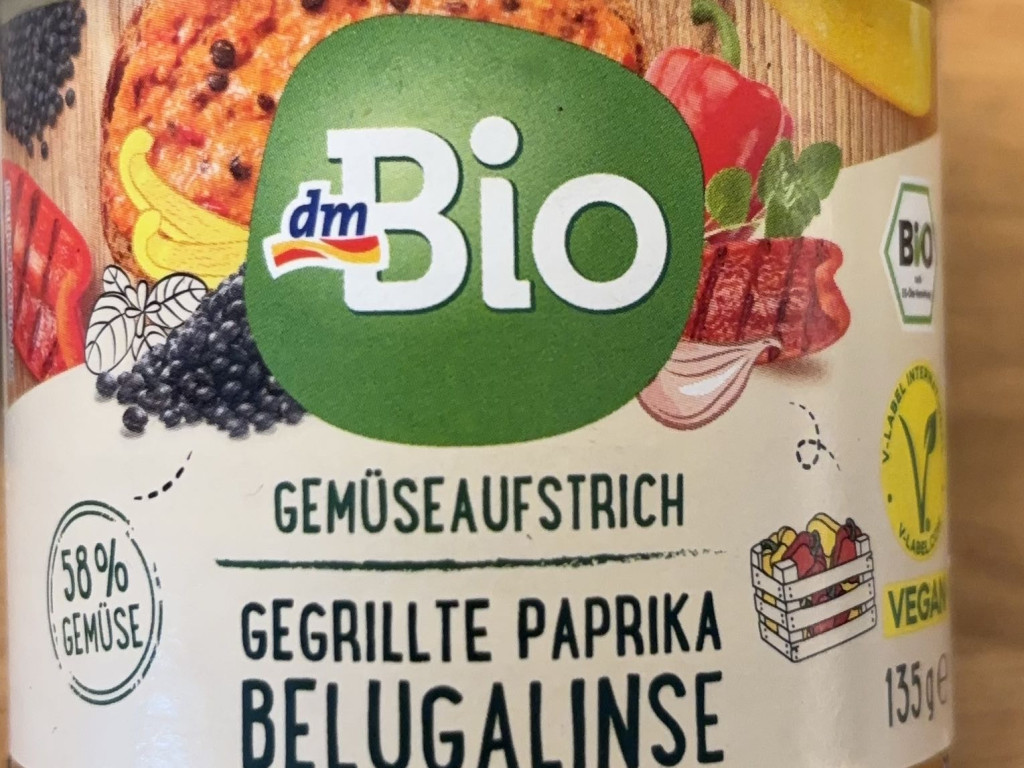 dm
Bio
BiO
GEMÜSEAUFSTRICH
58%
GEMÜSE
GEGRILLTE PAPRIKA
BELUGALINSE
VEGAN
135g e